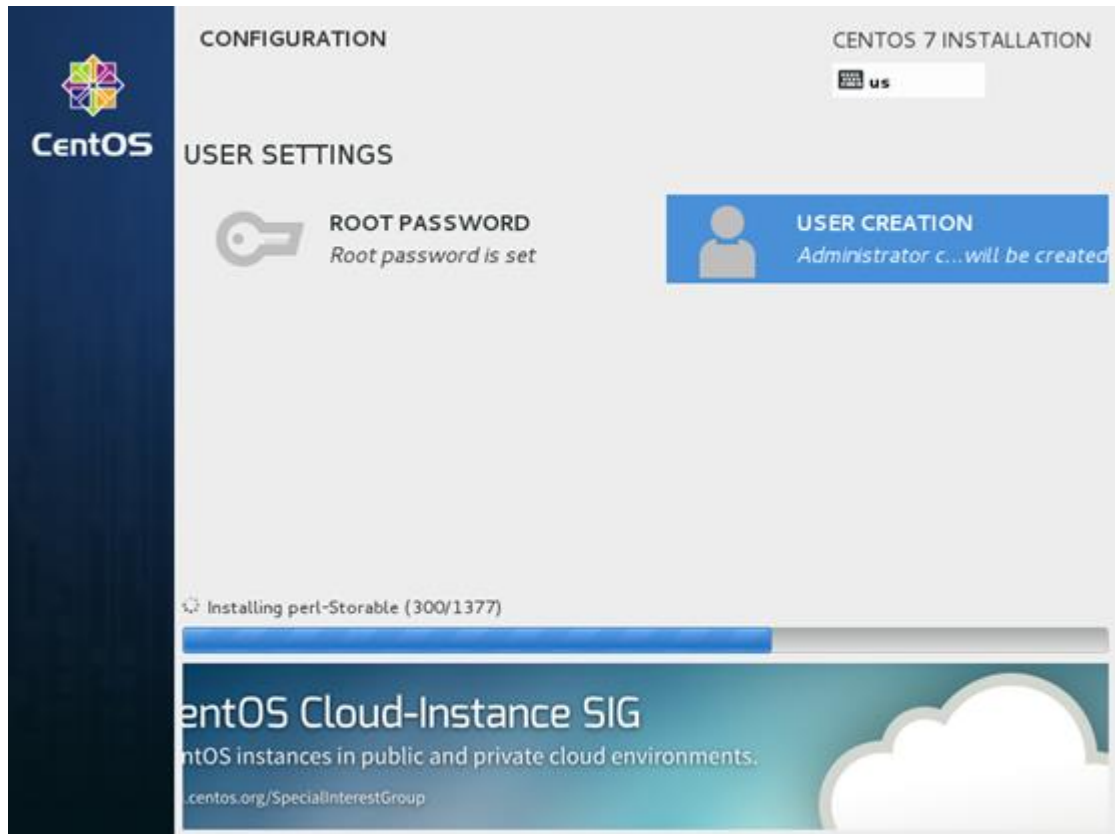 CONFIGURATION
CENTOS 7 INSTALLATION
us
CentOS
USER SETTINGS
ROOT PASSWORD
Root password is set
USER CREATION
Administrator c...will be created
Installing perl-Storable (300/1377)
entOS Cloud-Instance SIG
ntOS instances in public and private cloud environments.
.centos.org/SpecialInterestGroup